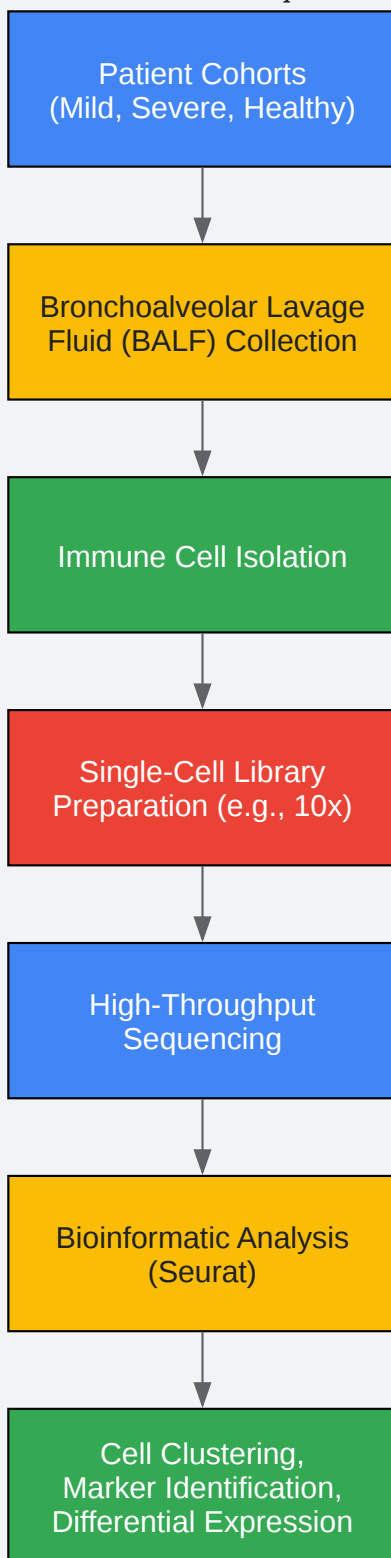 Patient Cohorts
(Mild, Severe, Healthy)
Bronchoalveolar Lavage
Fluid (BALF) Collection
Immune Cell Isolation
Single-Cell Library
Preparation (e.g., 10x)
High-Throughput
Sequencing
Bioinformatic Analysis
(Seurat)
Cell Clustering,
Marker Identification,
Differential Expression